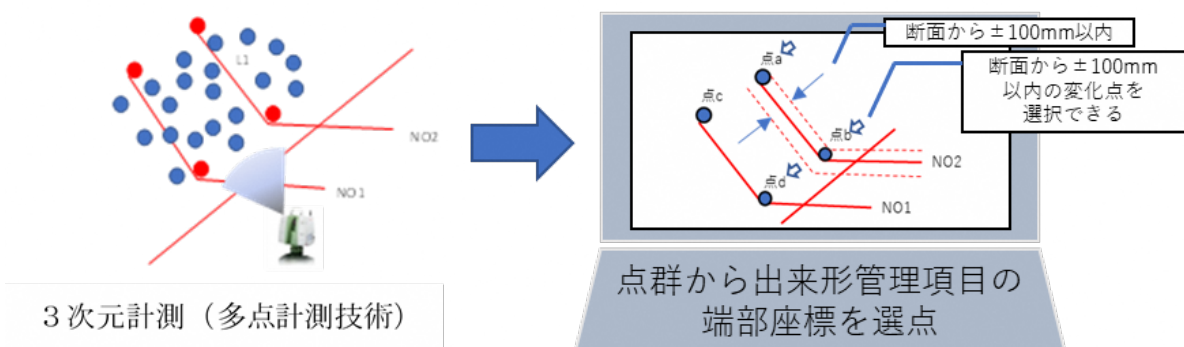 L1
NO2
NO1
3次元計測(多点計測技術)
断面から±100mm以内
断面から±100mm
以内の変化点を
選択できる
点a
点c
点b
点d
NO2
NO1
点群から出来形管理項目の
端部座標を選点